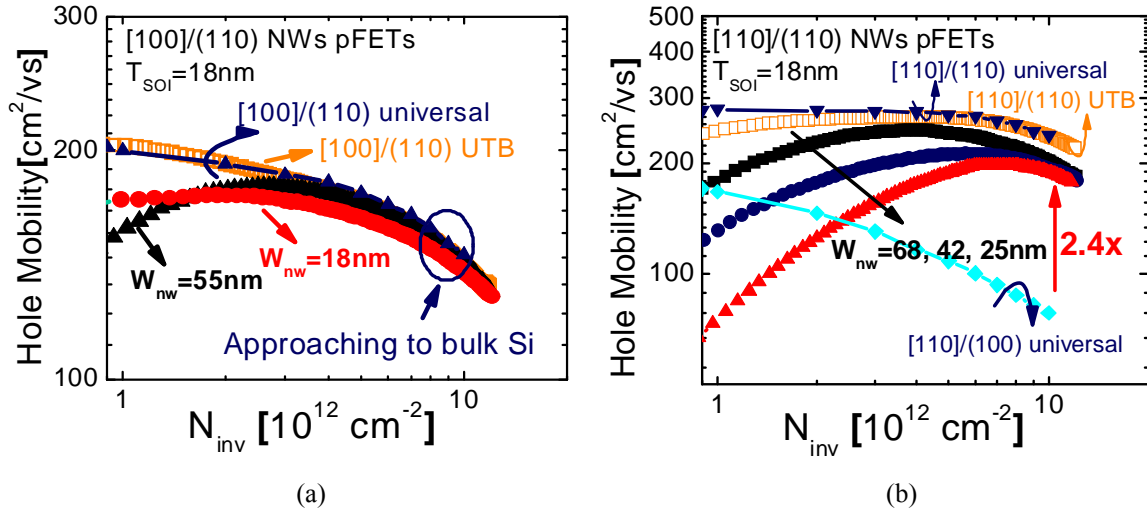 300
200
100
Hole Mobility[cm²/vs]
[100]/(110) NWs pFETs
T_SOI=18nm
[100]/(110) universal
[100]/(110) UTB
W_nw=18nm
W_nw=55nm
Approaching to bulk Si
1
10
N_inv [10¹² cm⁻²]
(a)
500
400
300
200
100
Hole Mobility [cm²/vs]
[110]/(110) NWs pFETs
T_SOI=18nm
[110]/(110) universal
[110]/(110) UTB
W_nw=68, 42, 25nm
2.4x
[110]/(100) universal
1
10
N_inv [10¹² cm⁻²]
(b)